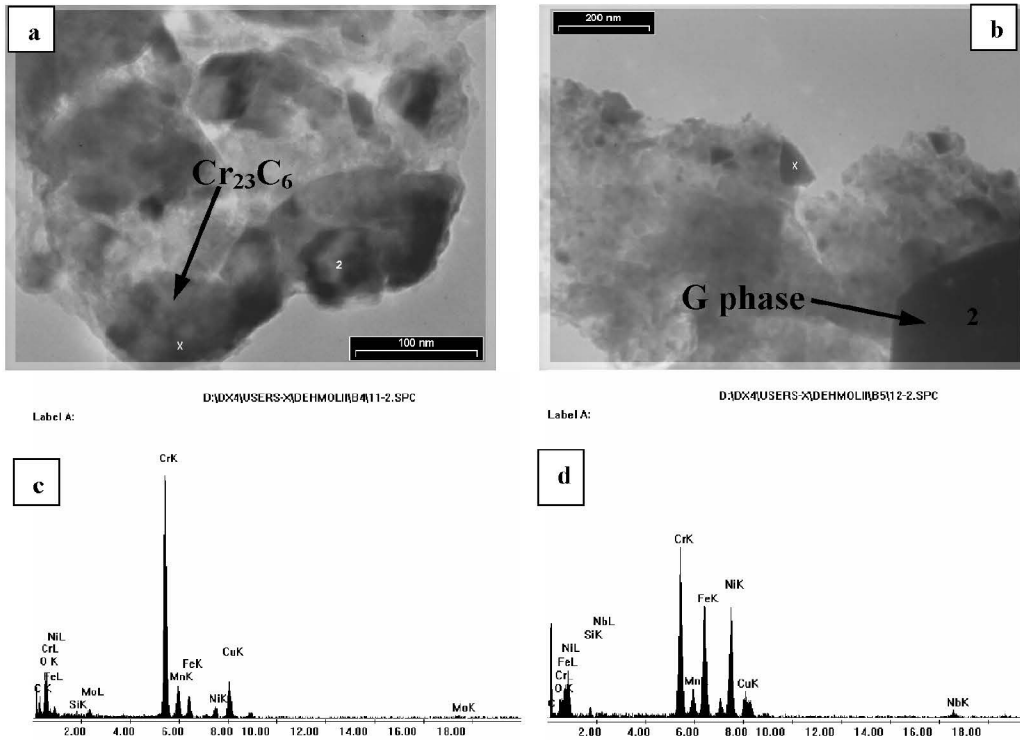 a
Cr23C6
2
X
100 nm
200 nm
b
X
G phase
2
D:\DX4\USERS-X\DEHMOLII\B4\11-2.SPC
Label A:
c
CrK
NiL
CrL
O K
FeL
C K
SiK
MoL
MnK
FeK
NiK
CuK
MoK
2.00 4.00 6.00 8.00 10.00 12.00 14.00 16.00 18.00
D:\DX4\USERS-X\DEHMOLII\B5\12-2.SPC
Label A:
d
CrK
NiK
FeK
NbL
SiK
NiL
FeL
Cr
O K
C
Mn
CuK
NbK
2.00 4.00 6.00 8.00 10.00 12.00 14.00 16.00 18.00